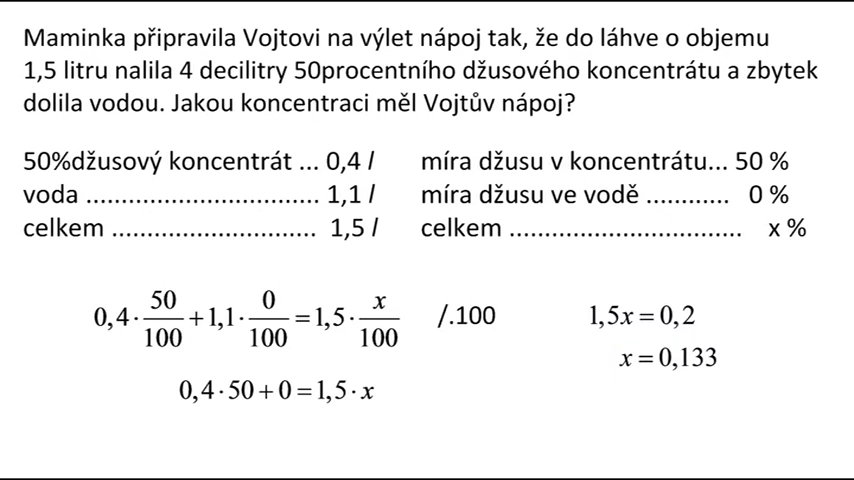 Maminka připravila Vojtovi na výlet nápoj tak, že do láhve o objemu
1,5 litru nalila 4 decilitry 50procentního džusového koncentrátu a zbytek
dolila vodou. Jakou koncentraci měl Vojtův nápoj?
50%džusový koncentrát ... 0,4 l
voda ................................. 1,1 l
celkem ............................. 1,5 l
míra džusu v koncentrátu... 50 %
míra džusu ve vodě ............ 0 %
celkem ................................. x %
0,4 · 50/100 + 1,1 · 0/100 = 1,5 · x/100 /.100
0,4 · 50 + 0 = 1,5 · x
1,5x = 0,2
x = 0,133